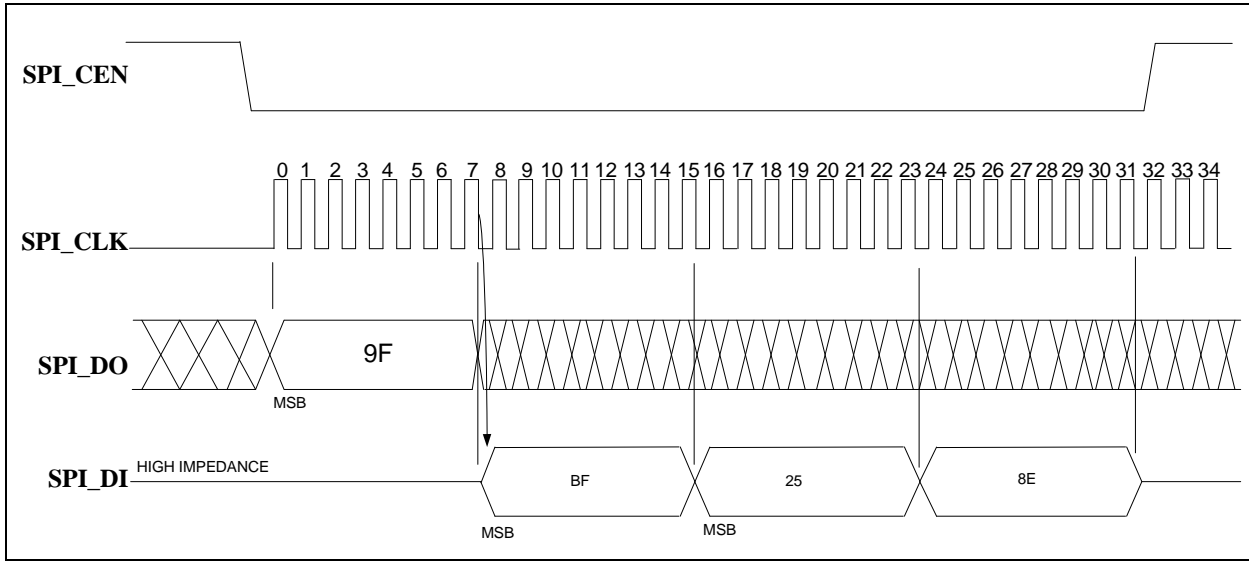 SPI_CEN
0 1 2 3 4 5 6 7 8 9 10 11 12 13 14 15 16 17 18 19 20 21 22 23 24 25 26 27 28 29 30 31 32 33 34
SPI_CLK
SPI_DO
9F
MSB
SPI_DI
HIGH IMPEDANCE
BF
25
8E
MSB
MSB